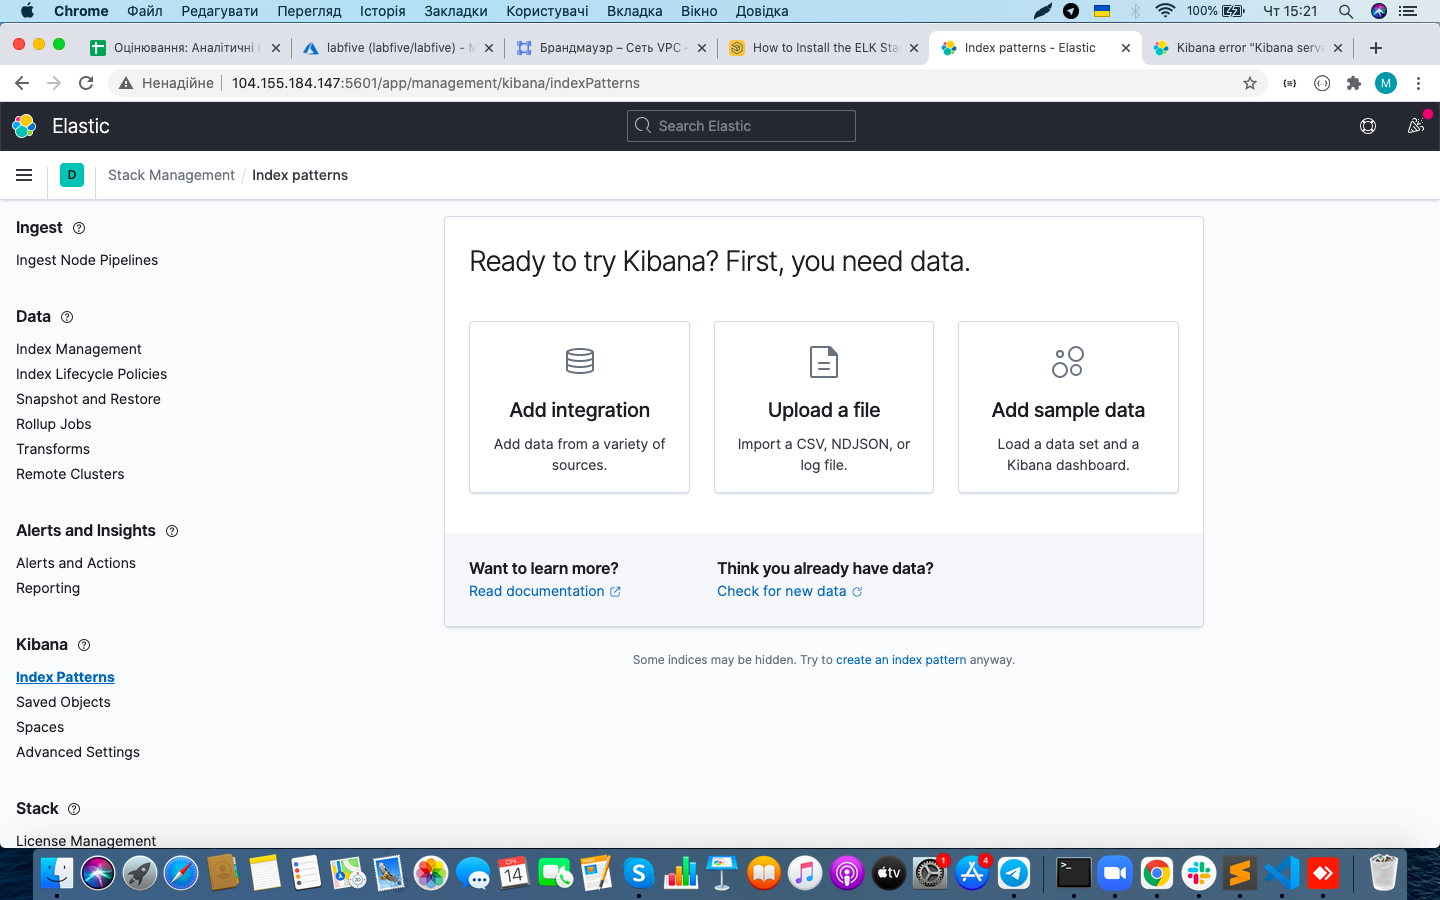 Chrome Файл Редагувати Перегляд Історія Закладки Користувачі Вкладка Вікно Довідка 100% Чт 15:21
Оцінювання: Аналітичні labfive (labfive/labfive) - Брандмауэр – Сеть VPC - How to Install the ELK Sta Index patterns - Elastic Kibana error "Kibana serve
Ненадійне 104.155.184.147:5601/app/management/kibana/indexPatterns M
Elastic Search Elastic
D Stack Management / Index patterns
Ingest
Ingest Node Pipelines
Data
Index Management
Index Lifecycle Policies
Snapshot and Restore
Rollup Jobs
Transforms
Remote Clusters
Alerts and Insights
Alerts and Actions
Reporting
Kibana
Index Patterns
Saved Objects
Spaces
Advanced Settings
Stack
License Management
Ready to try Kibana? First, you need data.
Add integration
Add data from a variety of
sources.
Upload a file
Import a CSV, NDJSON, or
log file.
Add sample data
Load a data set and a
Kibana dashboard.
Want to learn more?
Read documentation
Think you already have data?
Check for new data
Some indices may be hidden. Try to create an index pattern anyway.
СІЧ
14
tv
1
4